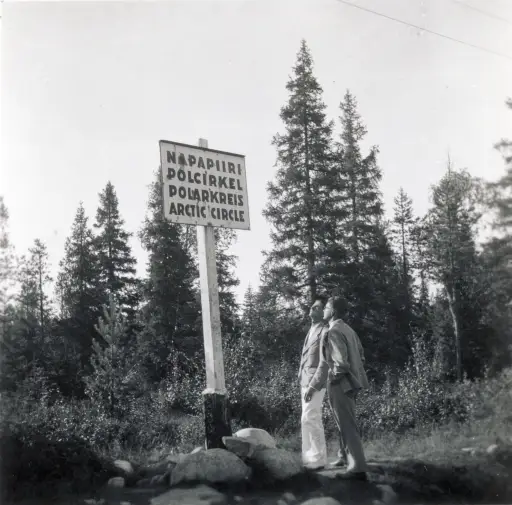 NAPAPIIRI
POLCIRKEL
POLARKREIS
ARCTIC CIRCLE